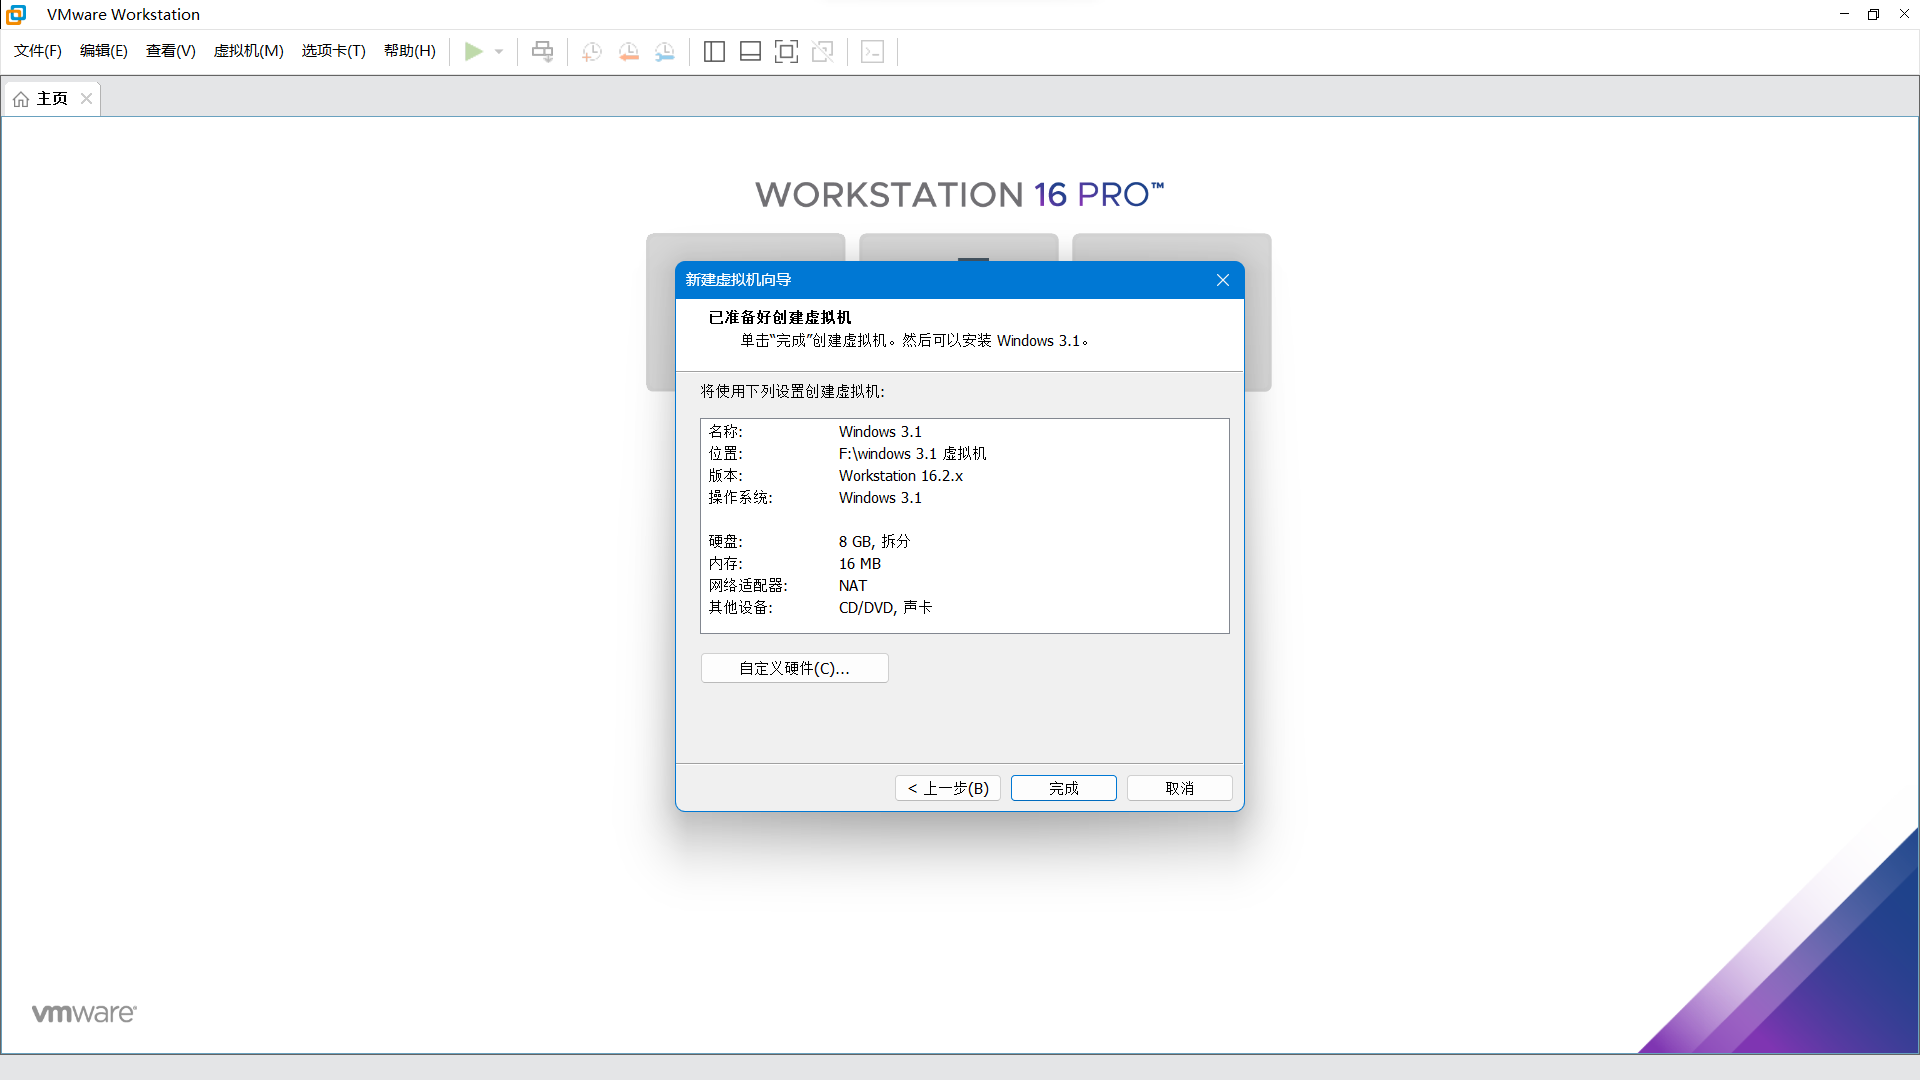 VMware Workstation
文件(F) 编辑(E) 查看(V) 虚拟机(M) 选项卡(T) 帮助(H)
主页
WORKSTATION 16 PRO™
新建虚拟机向导
已准备好创建虚拟机
单击“完成”创建虚拟机。然后可以安装 Windows 3.1。
将使用下列设置创建虚拟机:
名称: Windows 3.1
位置: F:\windows 3.1 虚拟机
版本: Workstation 16.2.x
操作系统: Windows 3.1
硬盘: 8 GB, 拆分
内存: 16 MB
网络适配器: NAT
其他设备: CD/DVD, 声卡
自定义硬件(C)...
< 上一步(B) 完成 取消
vmware®